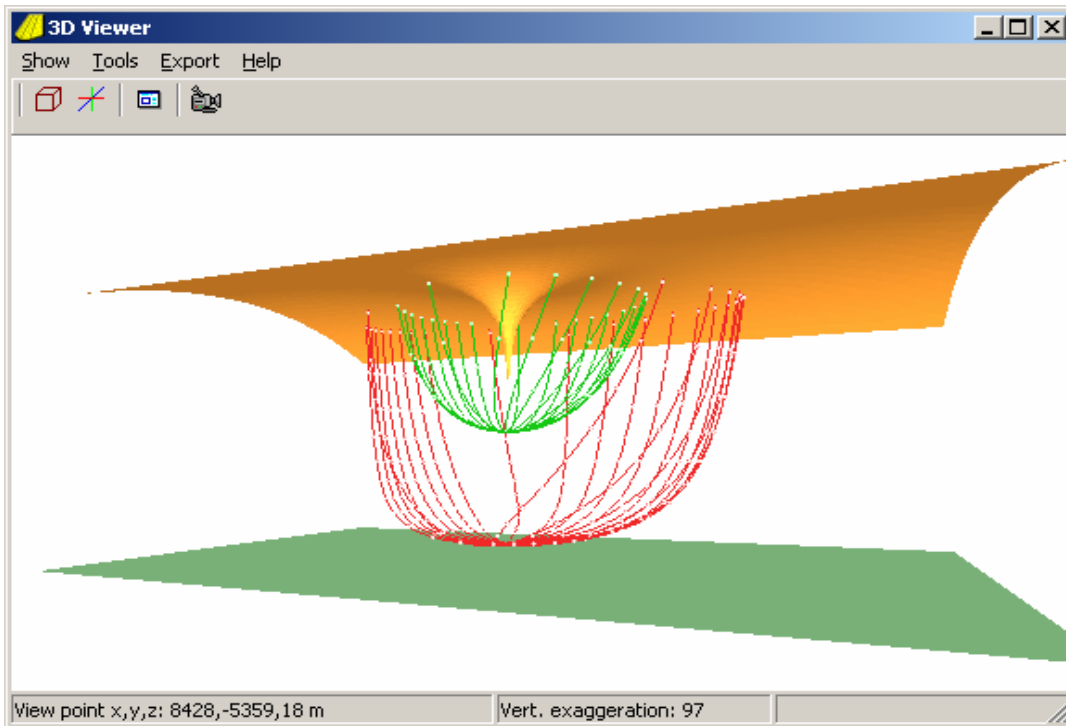 3D Viewer
Show Tools Export Help
View point x,y,z: 8428,-5359,18 m
Vert. exaggeration: 97